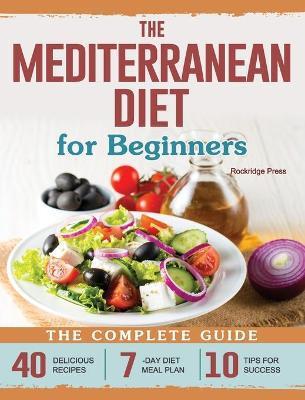 THE
MEDITERRANEAN
DIET
for Beginners
Rockridge Press
THE COMPLETE GUIDE
40 DELICIOUS RECIPES
7 -DAY DIET MEAL PLAN
10 TIPS FOR SUCCESS